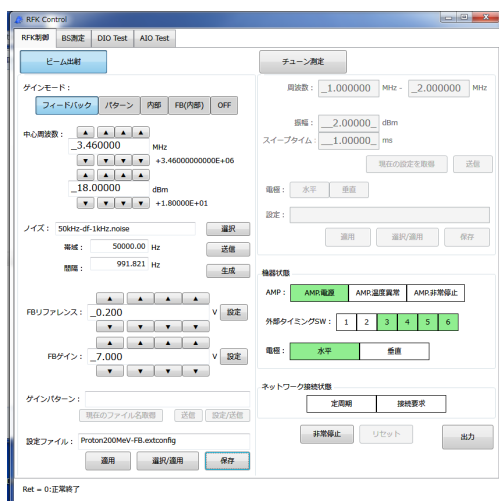 RFK Control
RFK制御 BS測定 DIO Test AIO Test
ビーム出射
ゲインモード：
フィードバック パターン 内部 FB(内部) OFF
中心周波数： ▲ ▲ ▲ ▲
_3.460000 MHz
▼ ▼ ▼ ▼ +3.46000000000E+06
▲ ▲ ▲ ▲
_18.00000 dBm
▼ ▼ ▼ ▼ +1.80000E+01
ノイズ： 50kHz-df-1kHz.noise 選択
帯域： 50000.00 Hz 送信
間隔： 991.821 Hz 生成
▲ ▲ ▲ ▲
FBリファレンス： _0.200 V 設定
▼ ▼ ▼ ▼
▲ ▲ ▲ ▲
FBゲイン： _7.000 V 設定
▼ ▼ ▼ ▼
ゲインパターン：
現在のファイル名取得 送信 設定/送信
設定ファイル： Proton200MeV-FB.extconfig
適用 選択/適用 保存
チューン測定
周波数： _1.000000 MHz - _2.000000 MHz
振幅： __2.00000_ dBm
スイープタイム： __1.00000_ ms
現在の設定を取得 送信
電極： 水平 垂直
設定：
適用 選択/適用 保存
機器状態
AMP： AMP.電源 AMP.温度異常 AMP.非常停止
外部タイミングSW： 1 2 3 4 5 6
電極： 水平 垂直
ネットワーク接続状態
定周期 接続要求
非常停止 リセット 出力
Ret = 0:正常終了